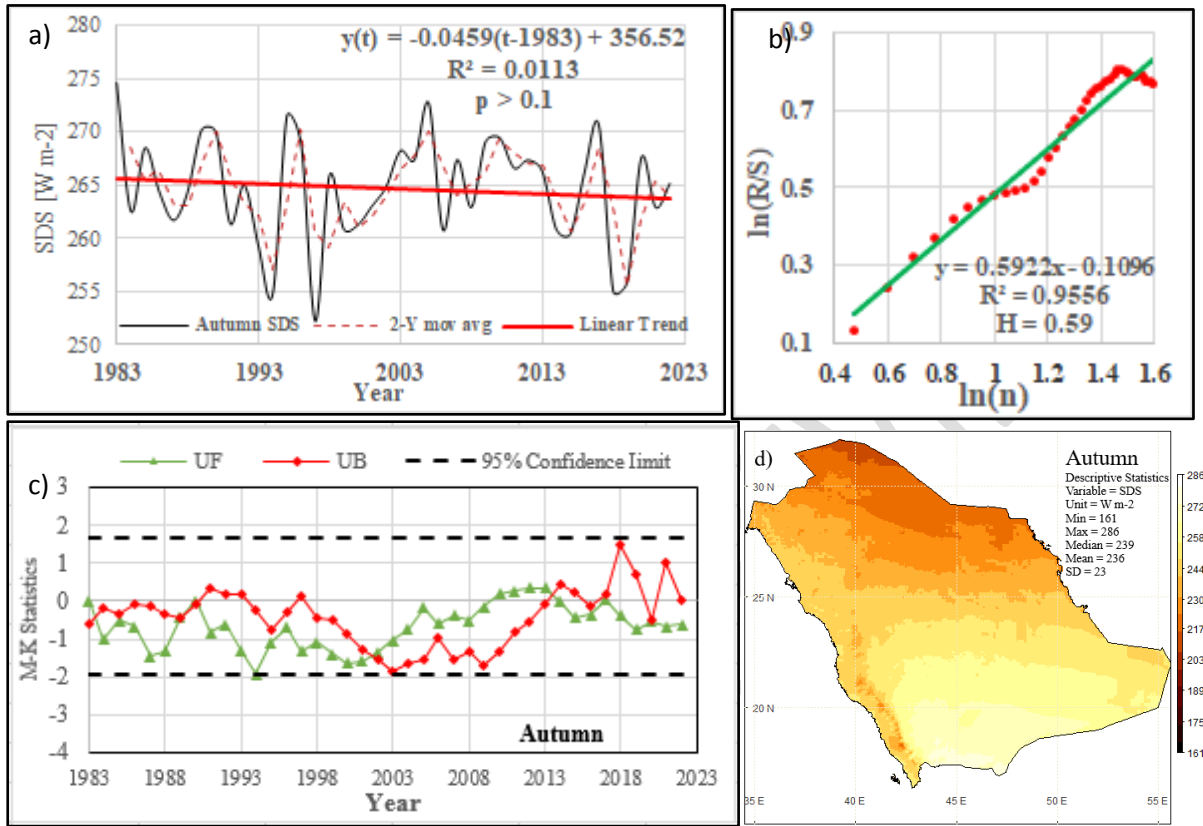 a)
y(t) = -0.0459(t-1983) + 356.52
R² = 0.0113
p > 0.1
280
275
270
265
260
255
250
SDS [W m-2]
Autumn SDS 2-Y mov avg Linear Trend
1983 1993 2003 2013 2023
Year
b)
0.9
0.7
0.5
0.3
0.1
ln(R/S)
y = 0.5922x - 0.1096
R² = 0.9556
H = 0.59
0.4 0.6 0.8 1 1.2 1.4 1.6
ln(n)
UF UB 95% Confidence limit
c)
3
2
1
0
-1
-2
-3
-4
M-K Statistics
Autumn
1983 1988 1993 1998 2003 2008 2013 2018 2023
Year
d)
Autumn
Descriptive Statistics
Variable = SDS
Unit = W m-2
Min = 161
Max = 286
Median = 239
Mean = 236
SD = 23
30 N
25 N
20 N
35 E 40 E 45 E 50 E 55 E
286
272
258
244
230
217
203
189
175
161